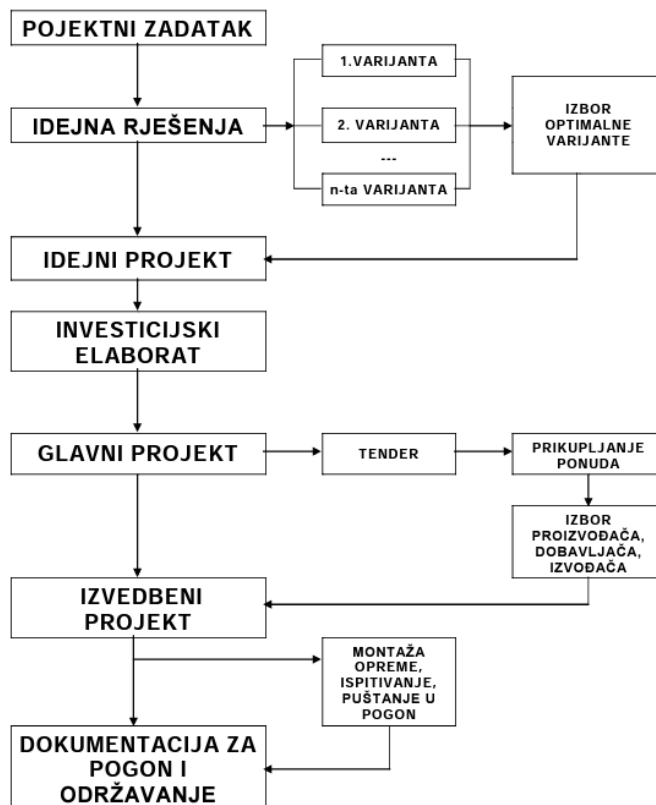 POJEKTNI ZADATAK
1.VARIJANTA
IDEJNA RJEŠENJA
2. VARIJANTA
---
n-ta VARIJANTA
IZBOR
OPTIMALNE
VARIJANTE
IDEJNI PROJEKT
INVESTICIJSKI
ELABORAT
GLAVNI PROJEKT
TENDER
PRIKUPLJANJE
PONUDA
IZBOR
PROIZVOĐAČA,
DOBAVLJAČA,
IZVOĐAČA
IZVEDBENI
PROJEKT
MONTAŽA
OPREME,
ISPITIVANJE,
PUŠTANJE U
POGON
DOKUMENTACIJA ZA
POGON I
ODRŽAVANJE